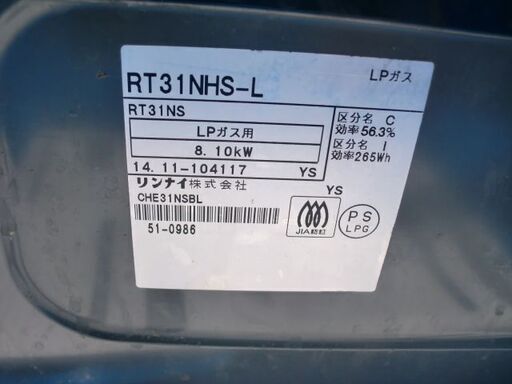 RT31NHS-L
LPガス
RT31NS
LPガス用
8.10kW
14.11-104117 YS
リンナイ株式会社
CHE31NSBL
51-0986
区分名 C
効率56.3%
区分名 I
効率265Wh
YS
JIA認証
PS
LPG